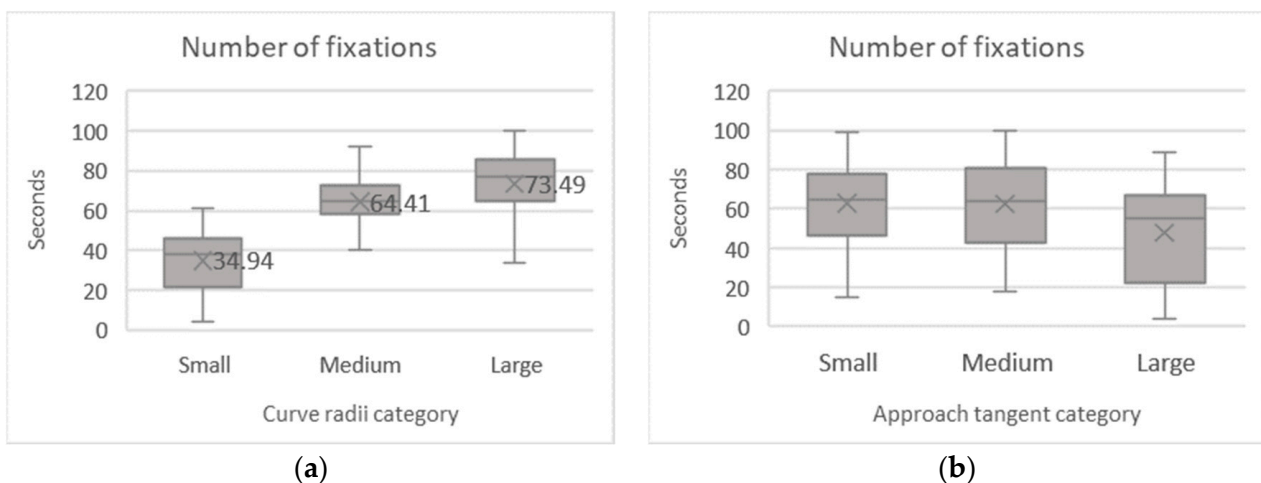 Number of fixations
120
100
80
60
40
20
0
Seconds
34.94
64.41
73.49
Small Medium Large
Curve radii category
(a)
Number of fixations
120
100
80
60
40
20
0
Seconds
Small Medium Large
Approach tangent category
(b)